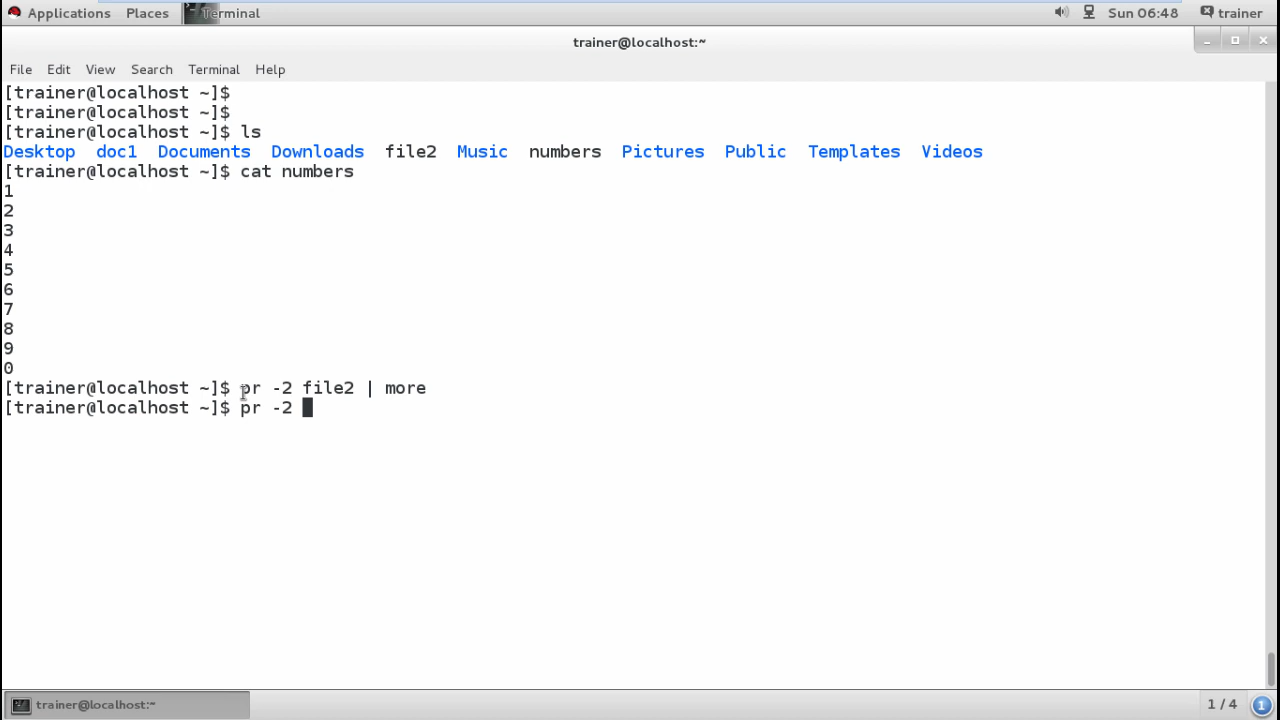 Applications Places Terminal Sun 06:48 trainer
trainer@localhost:~
File Edit View Search Terminal Help
[trainer@localhost ~]$
[trainer@localhost ~]$
[trainer@localhost ~]$ ls
Desktop doc1 Documents Downloads file2 Music numbers Pictures Public Templates Videos
[trainer@localhost ~]$ cat numbers
1
2
3
4
5
6
7
8
9
0
[trainer@localhost ~]$ pr -2 file2 | more
[trainer@localhost ~]$ pr -2
trainer@localhost:~ 1 / 4 1